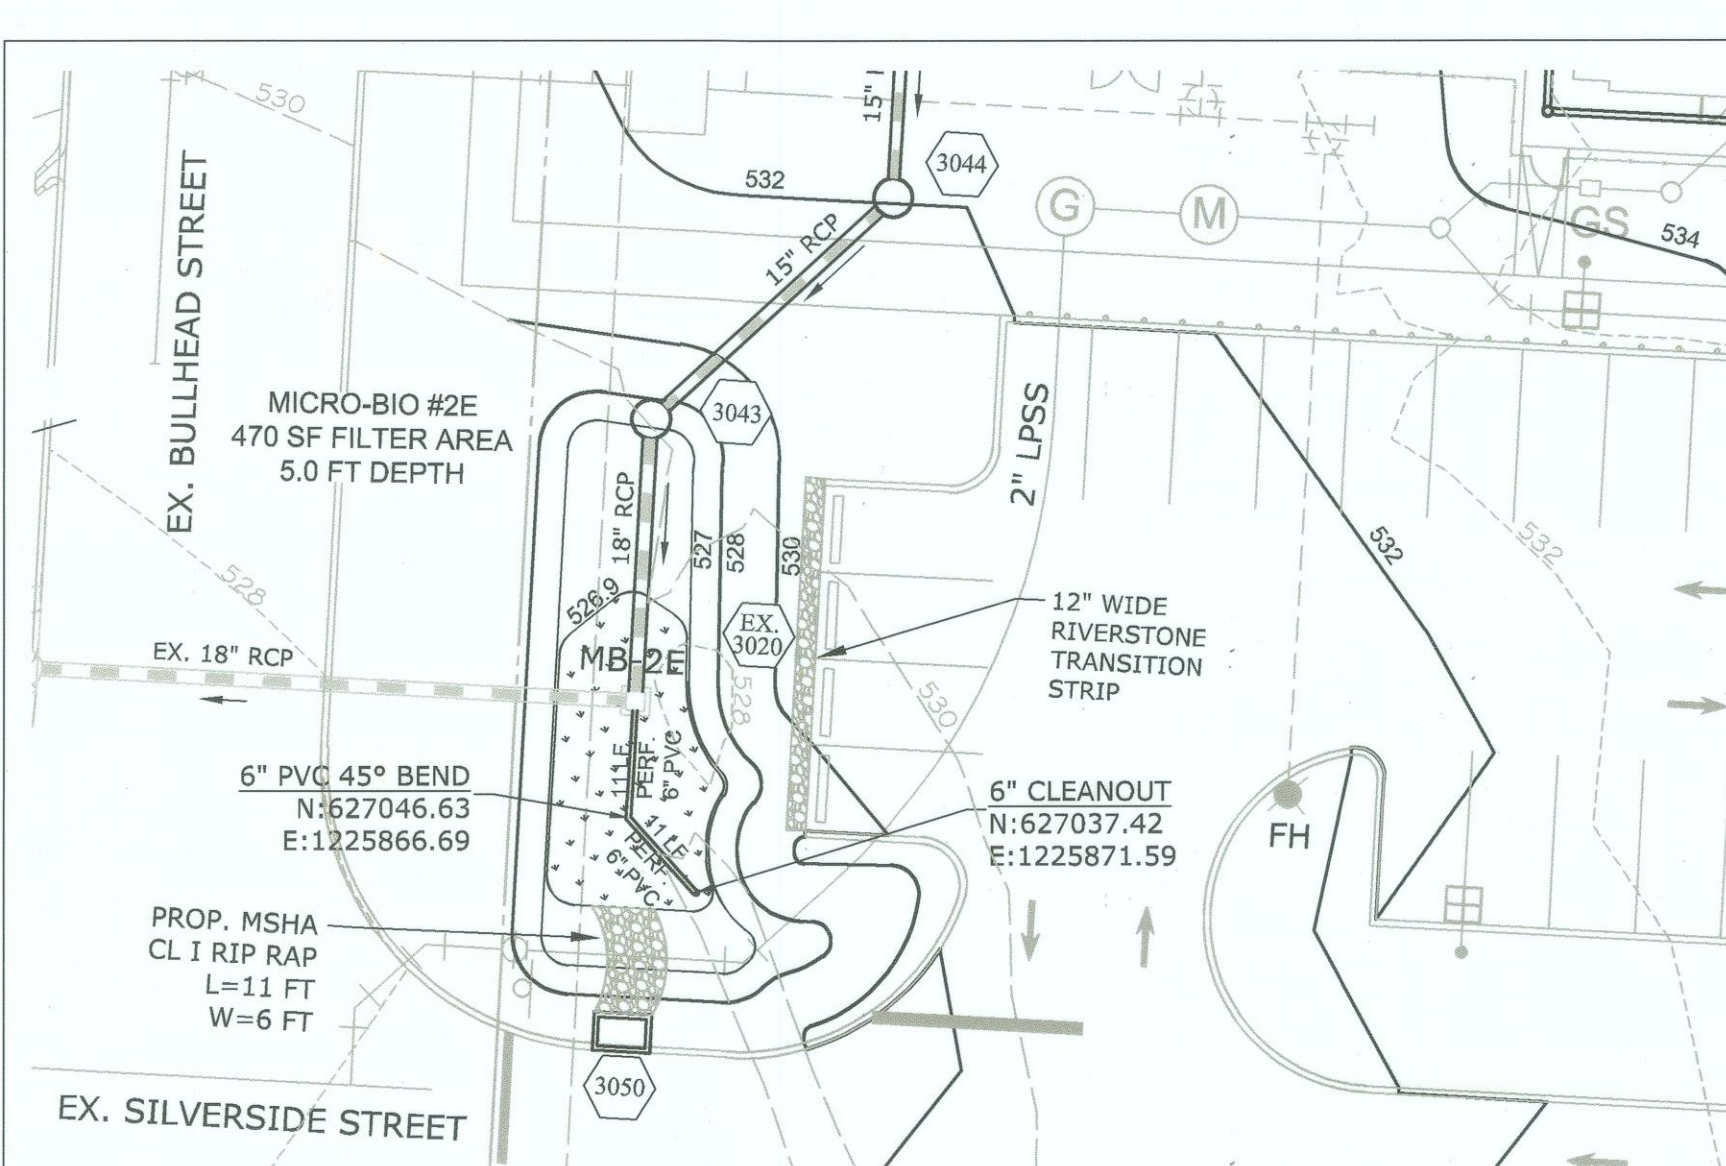 530
15"
3044
532
G
M
GS
534
15" RCP
EX. BULLHEAD STREET
MICRO-BIO #2E
470 SF FILTER AREA
5.0 FT DEPTH
3043
2" LPSS
18" RCP
527
528
530
532
532
528
526.9
EX.
3020
12" WIDE
RIVERSTONE
TRANSITION
STRIP
EX. 18" RCP
MB-2E
528
530
11 LF
PERF.
6" PVC
6" PVC 45° BEND
N:627046.63
E:1225866.69
11 LF
PERF.
6" PVC
6" CLEANOUT
N:627037.42
E:1225871.59
FH
PROP. MSHA
CL I RIP RAP
L=11 FT
W=6 FT
3050
EX. SILVERSIDE STREET